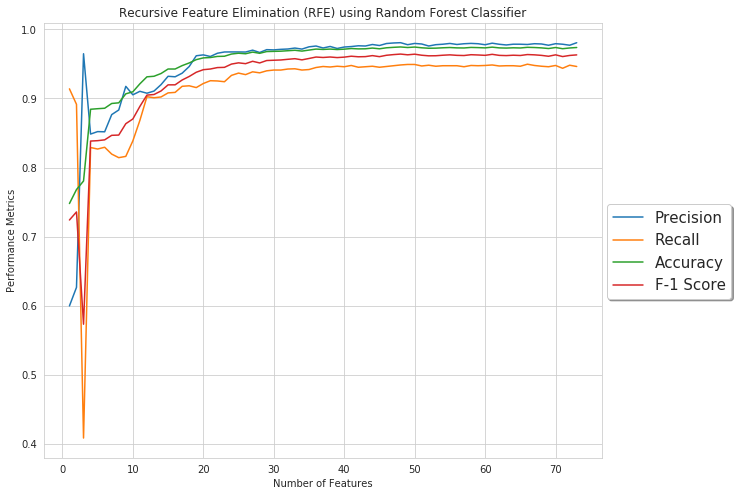 Recursive Feature Elimination (RFE) using Random Forest Classifier
1.0
0.9
0.8
0.7
0.6
0.5
0.4
Performance Metrics
0 10 20 30 40 50 60 70
Number of Features
Precision
Recall
Accuracy
F-1 Score